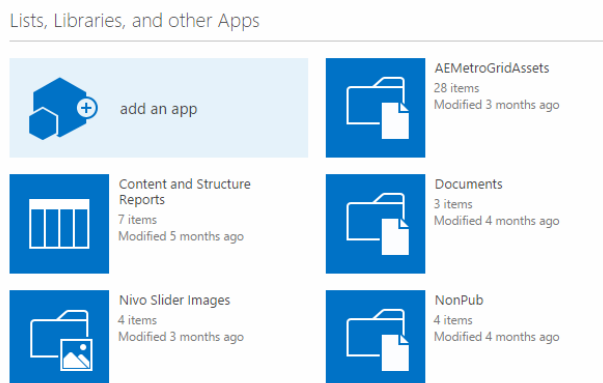 Lists, Libraries, and other Apps
add an app
AEMetroGridAssets
28 items
Modified 3 months ago
Content and Structure
Reports
7 items
Modified 5 months ago
Documents
3 items
Modified 4 months ago
Nivo Slider Images
4 items
Modified 3 months ago
NonPub
4 items
Modified 4 months ago